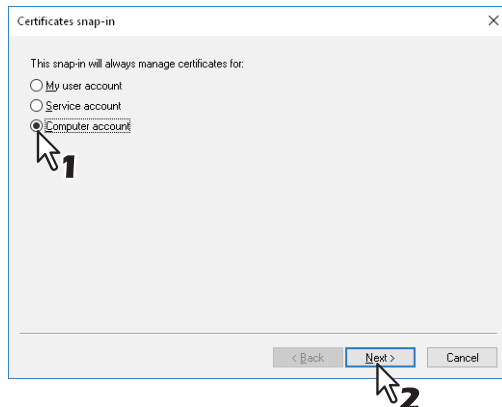 Certificates snap-in
This snap-in will always manage certificates for:
My user account
Service account
Computer account
1
< Back Next > Cancel
2